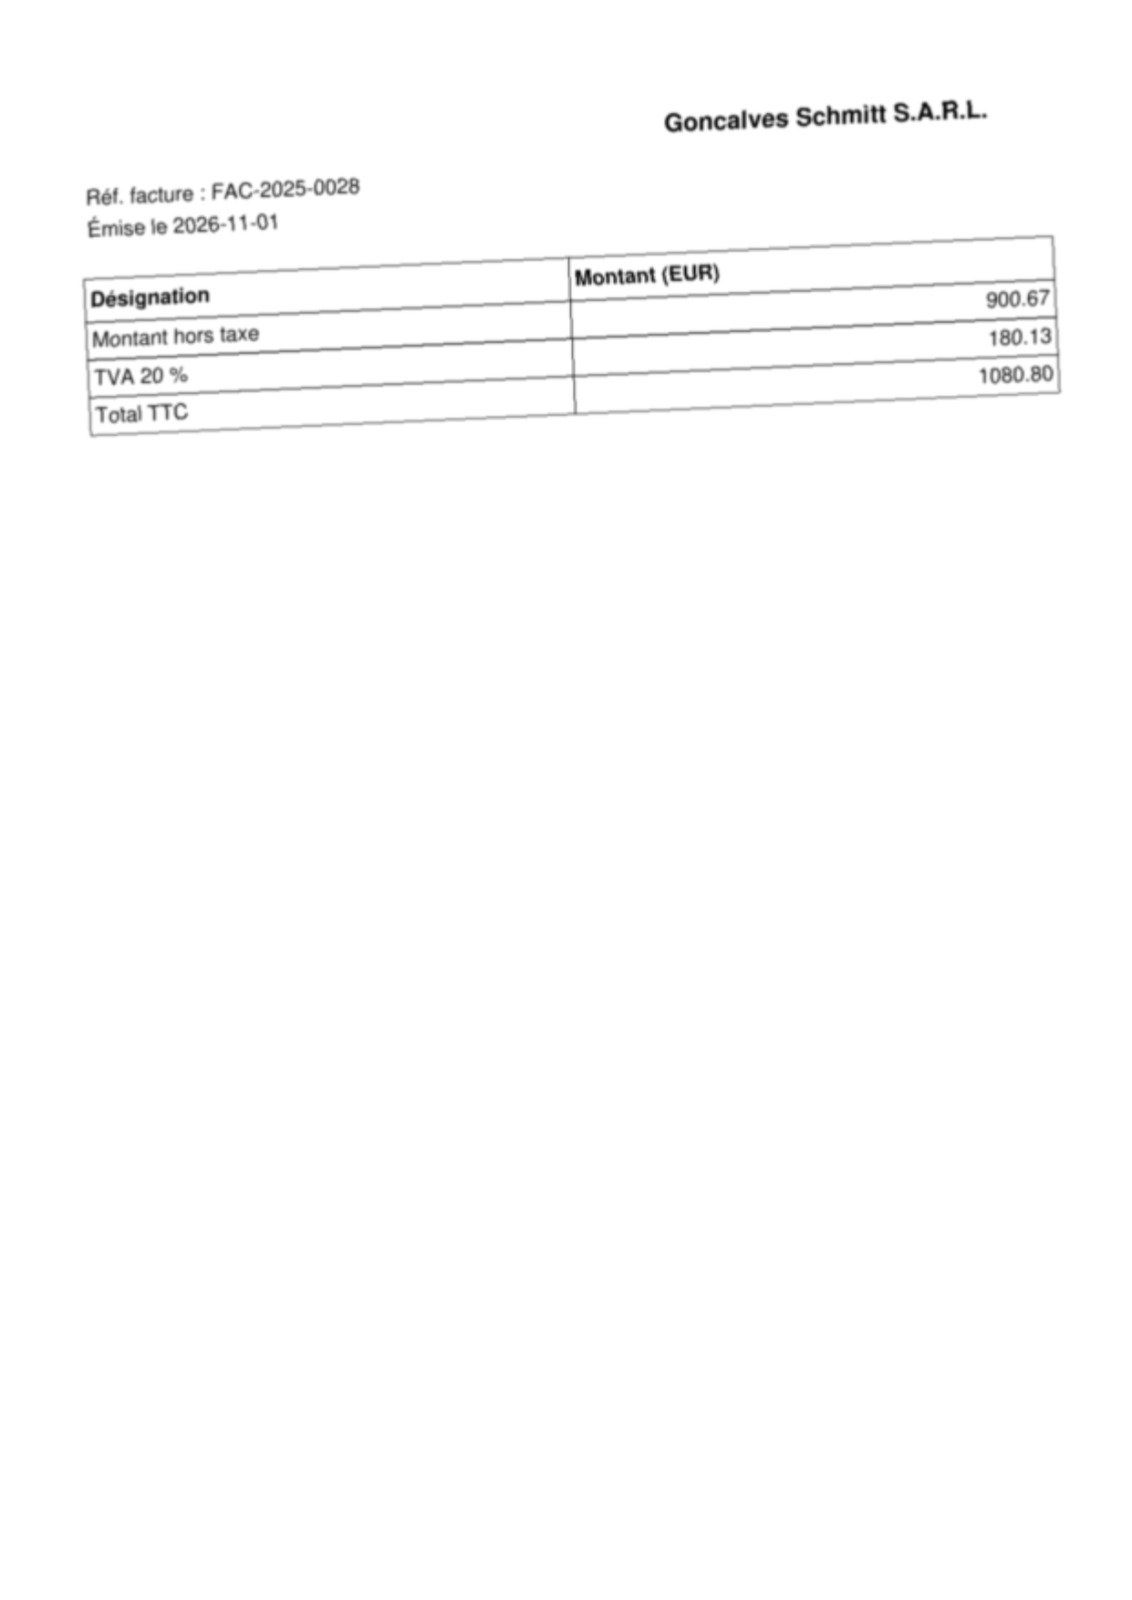 Goncalves Schmitt S.A.R.L.
Réf. facture : FAC-2025-0028
Émise le 2026-11-01
Désignation Montant (EUR)
Montant hors taxe 900.67
TVA 20 % 180.13
Total TTC 1080.80